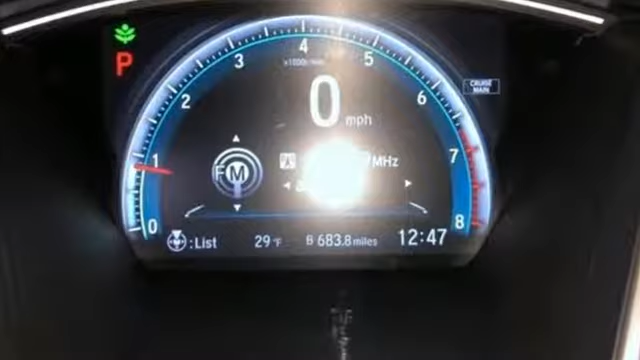 P
4
x1000r/min
3
5
2
6
CRUISE
MAIN
0
mph
1
7
FM
MHz
0
8
:List
29°F
B 683.8 miles
12:47